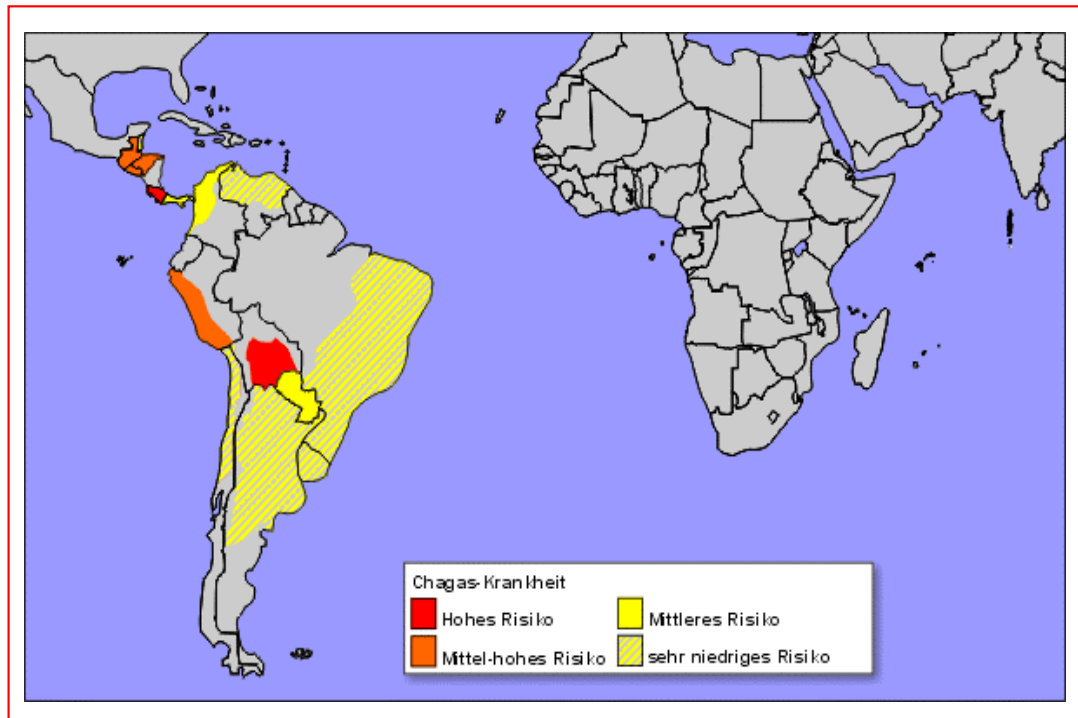 Chagas-Krankheit
Hohes Risiko
Mittleres Risiko
Mittel-hohes Risiko
sehr niedriges Risiko